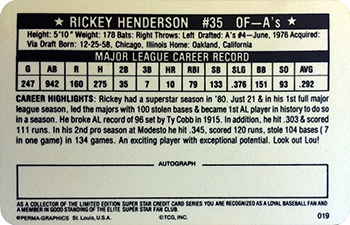 ★ RICKEY HENDERSON #35 OF—A's ★
Height: 5'10" Weight: 178 Bats: Right Throws: Left Drafted: A's #4—June, 1976 Acquired:
Via Draft Born: 12-25-58, Chicago, Illinois Home: Oakland, California
MAJOR LEAGUE CAREER RECORD
G AB H 2B 3B HR RBI SB R BB SO AVG
247 942 160 275 35 7 10 79 133 151 93 .292
CAREER HIGHLIGHTS: Rickey had a superstar season in '80. Just 21 & in his 1st full major
league season, led the majors with 100 stolen bases & became 1st AL player in history to do so
in a season. He broke AL record of 96 set by Ty Cobb in 1915. In addition, he hit .303 & scored
111 runs. In his 2nd pro season at Modesto he hit .345, scored 120 runs, stole 104 bases (7
in one game) in 134 games. An exciting player with exceptional potential. Look out Lou!
AUTOGRAPH
AS A COLLECTOR OF THE LIMITED EDITION SUPER STAR CREDIT CARD SERIES YOU ARE RECOGNIZED AS A LOYAL BASEBALL FAN AND
A MEMBER IN GOOD STANDING OF THE ELITE SUPER STAR FAN CLUB.
©PERMA-GRAPHICS St. Louis, U.S.A. ©TCG, INC. 019